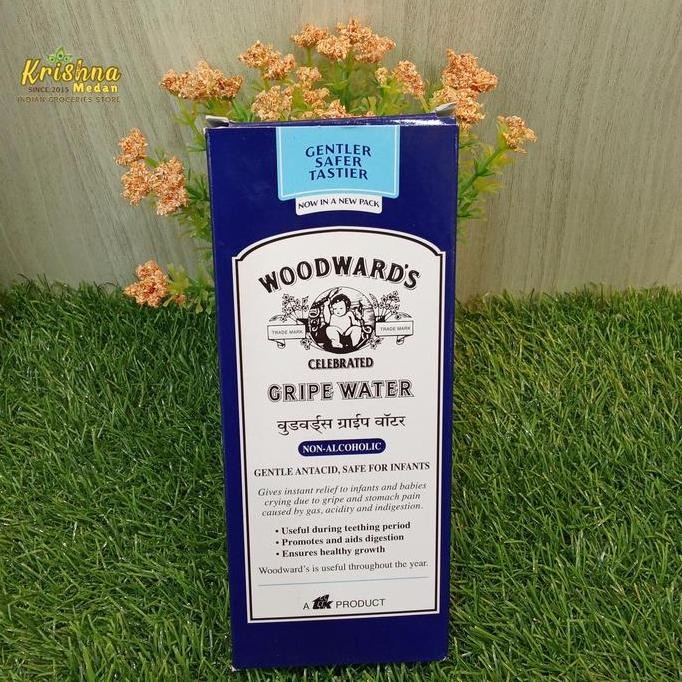 Krishna
Medan
SINCE 2015
INDIAN GROCERIES STORE
GENTLER
SAFER
TASTIER
NOW IN A NEW PACK
WOODWARD'S
TRADE MARK
TRADE MARK
CELEBRATED
GRIPE WATER
वुडवर्ड्स ग्राईप वॉटर
NON-ALCOHOLIC
GENTLE ANTACID, SAFE FOR INFANTS
Gives instant relief to infants and babies
crying due to gripe and stomach pain
caused by gas, acidity and indigestion.
• Useful during teething period
• Promotes and aids digestion
• Ensures healthy growth
Woodward's is useful throughout the year.
A TTK PRODUCT